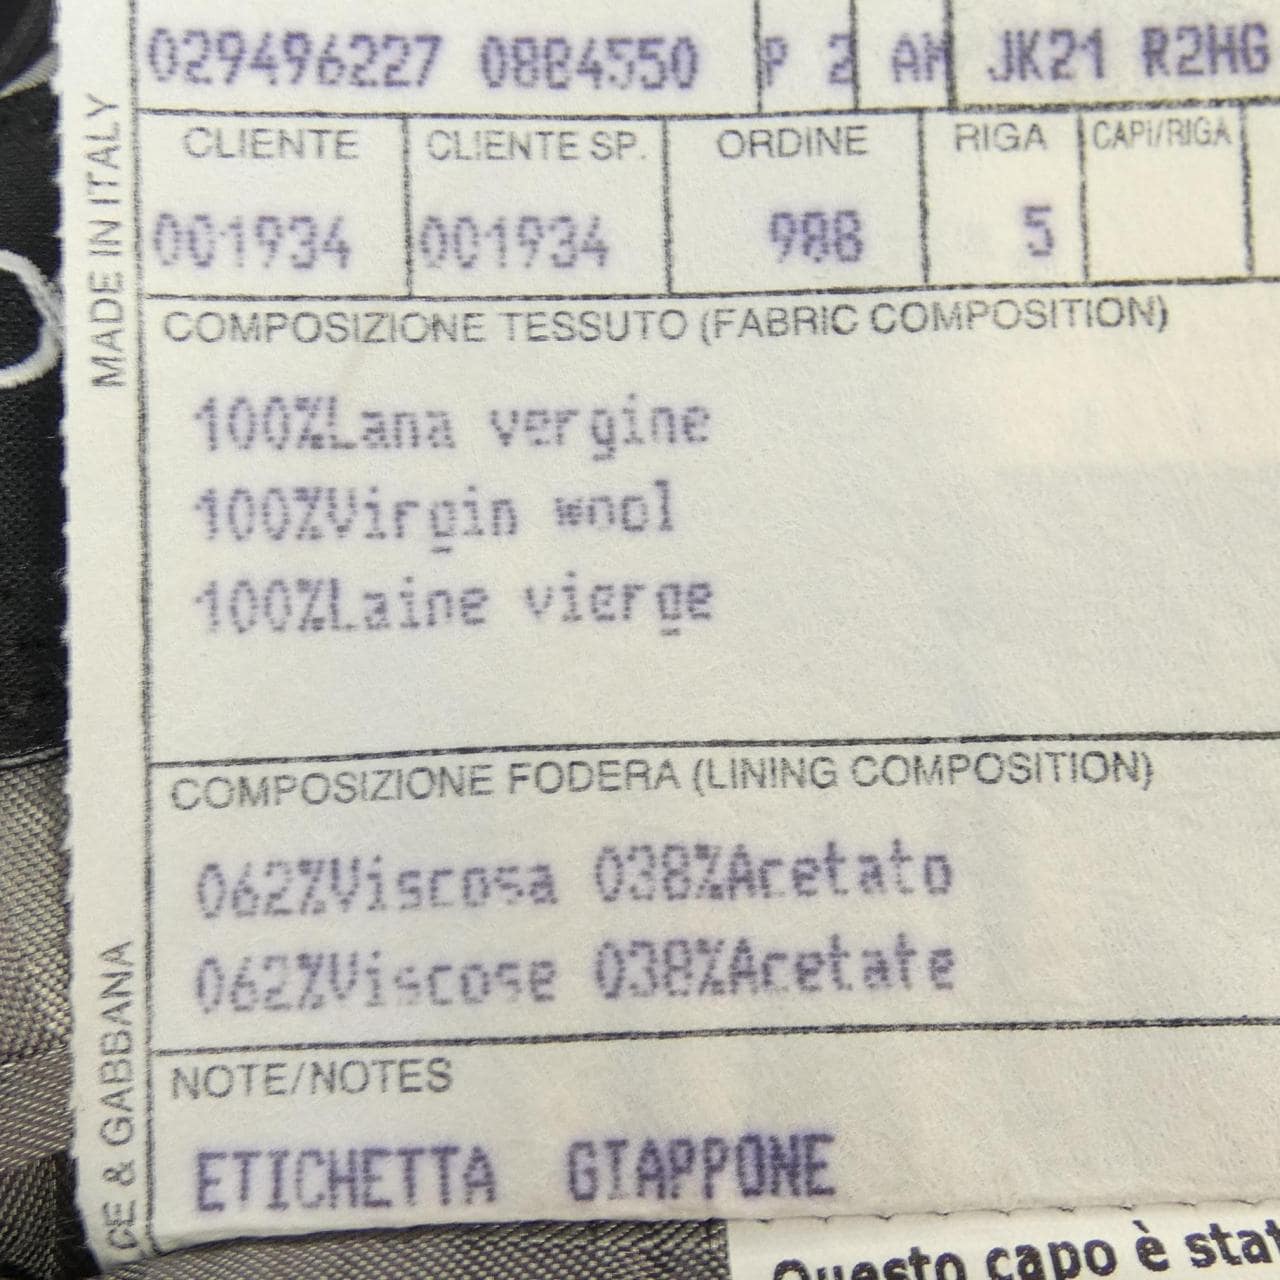 029496227 0884550 P 2 AM JK21 R2HG
CLIENTE CLIENTE SP. ORDINE RIGA CAPI/RIGA
001934 001934 988 5
COMPOSIZIONE TESSUTO (FABRIC COMPOSITION)
100%Lana vergine
100%Virgin wool
100%Laine vierge
COMPOSIZIONE FODERA (LINING COMPOSITION)
062%Viscosa 038%Acetato
062%Viscose 038%Acetate
NOTE/NOTES
ETICHETTA GIAPPONE
MADE IN ITALY
CE & GABBANA
Questo capo è stat